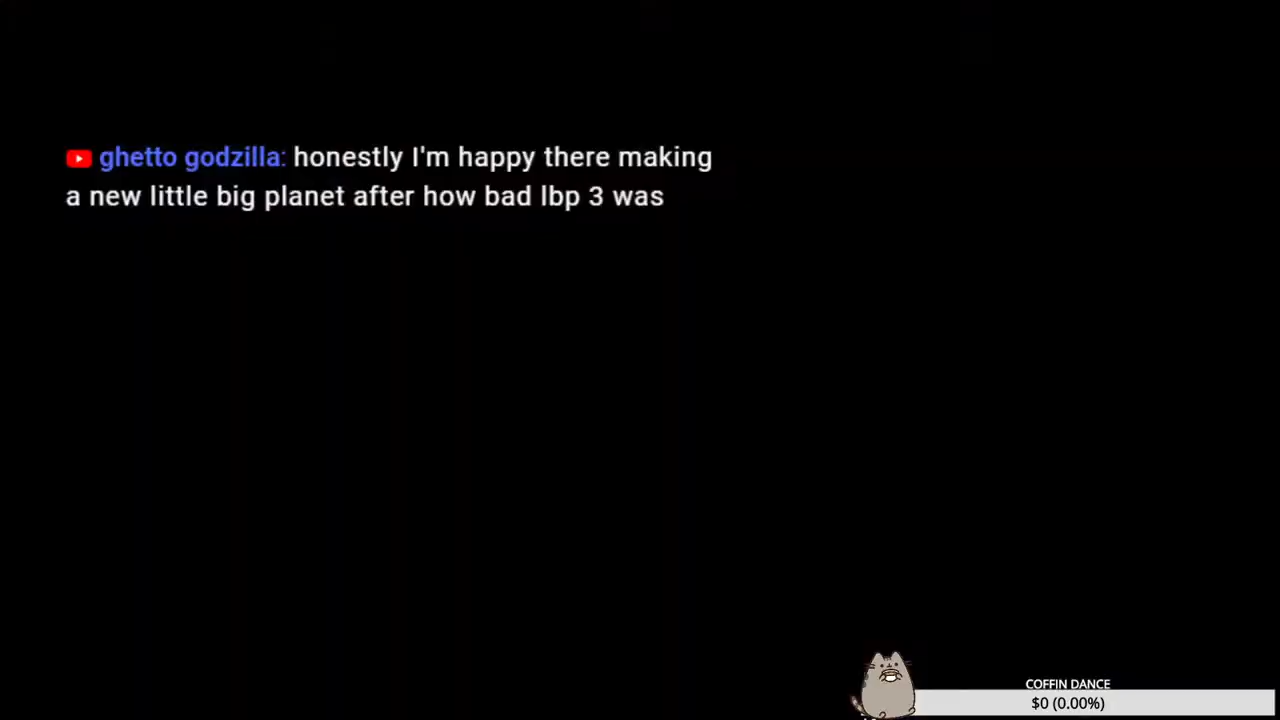 ghetto godzilla: honestly I'm happy there making
a new little big planet after how bad lbp 3 was
COFFIN DANCE
$0 (0.00%)